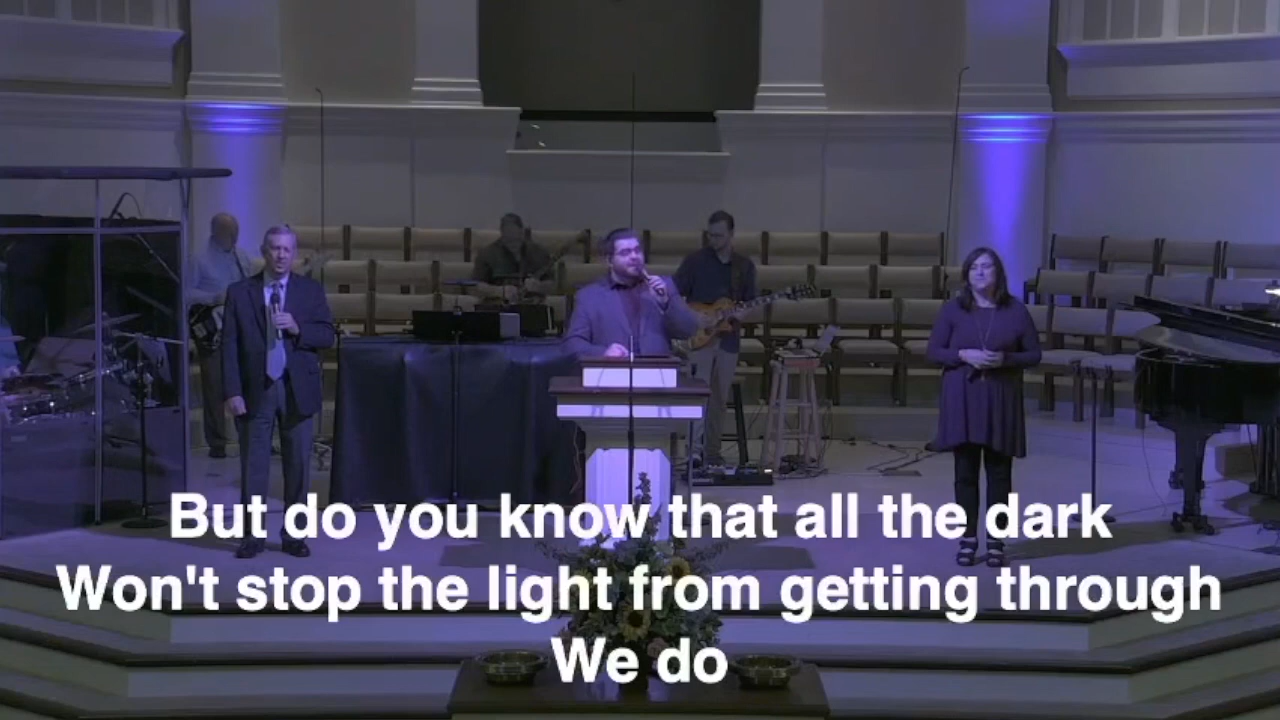 But do you know that all the dark
Won't stop the light from getting through
We do